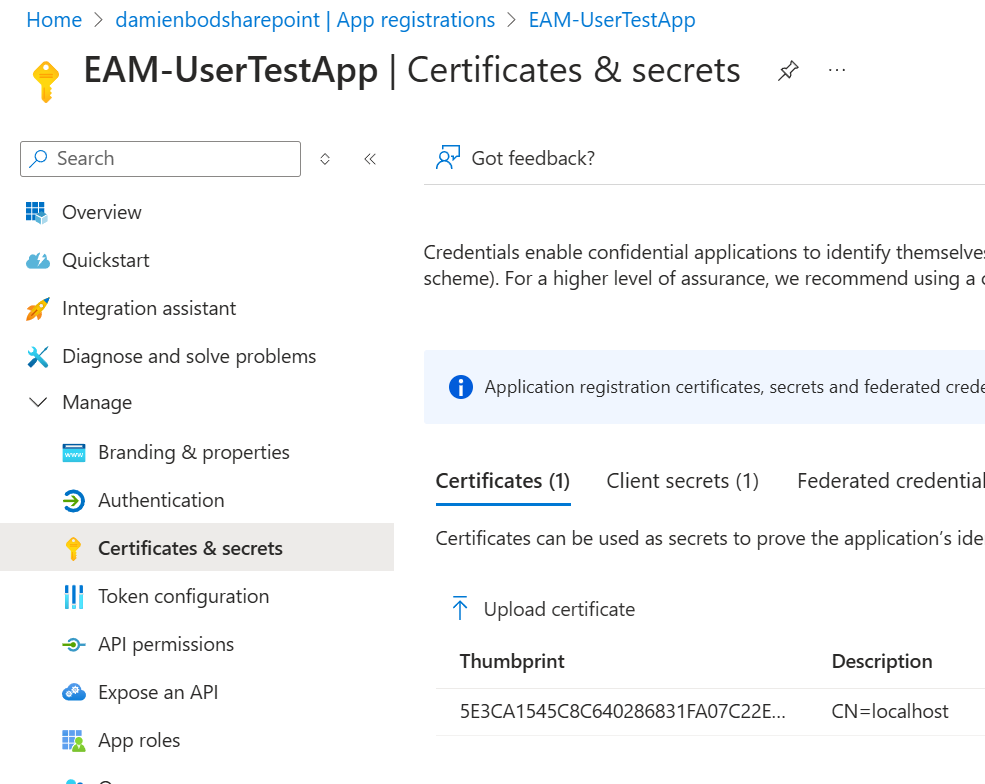 Home > damienbodsharepoint | App registrations > EAM-UserTestApp
EAM-UserTestApp | Certificates & secrets
Search
Got feedback?
Overview
Quickstart
Integration assistant
Diagnose and solve problems
Manage
Branding & properties
Authentication
Certificates & secrets
Token configuration
API permissions
Expose an API
App roles
Credentials enable confidential applications to identify themselves
scheme). For a higher level of assurance, we recommend using a c
Application registration certificates, secrets and federated crede
Certificates (1) Client secrets (1) Federated credential
Certificates can be used as secrets to prove the application's ide
Upload certificate
Thumbprint Description
5E3CA1545C8C640286831FA07C22E... CN=localhost